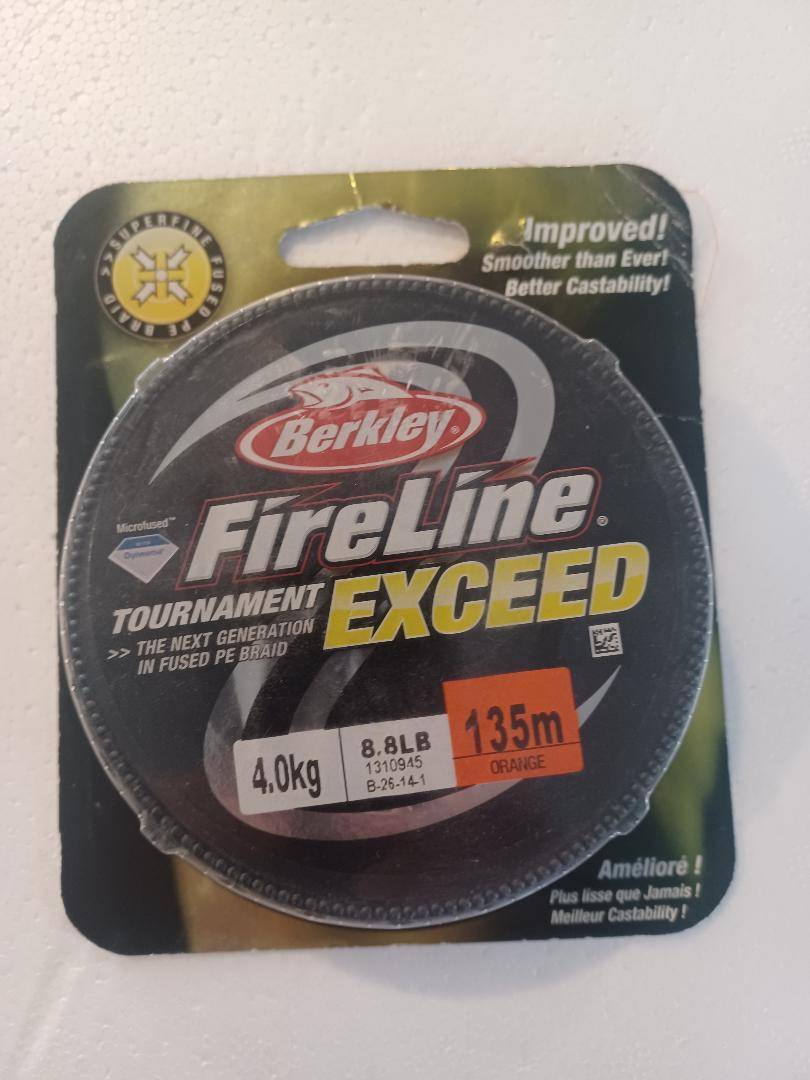 >>SUPERFINE FUSED PE BRAID
Improved!
Smoother than Ever!
Better Castability!
Berkley®
FireLine®
Microfused™
Dyneema®
TOURNAMENT EXCEED
>> THE NEXT GENERATION
IN FUSED PE BRAID
4.0kg
8.8LB
1310945
B-26-14-1
135m
ORANGE
Amélioré !
Plus lisse que Jamais !
Meilleur Castability !